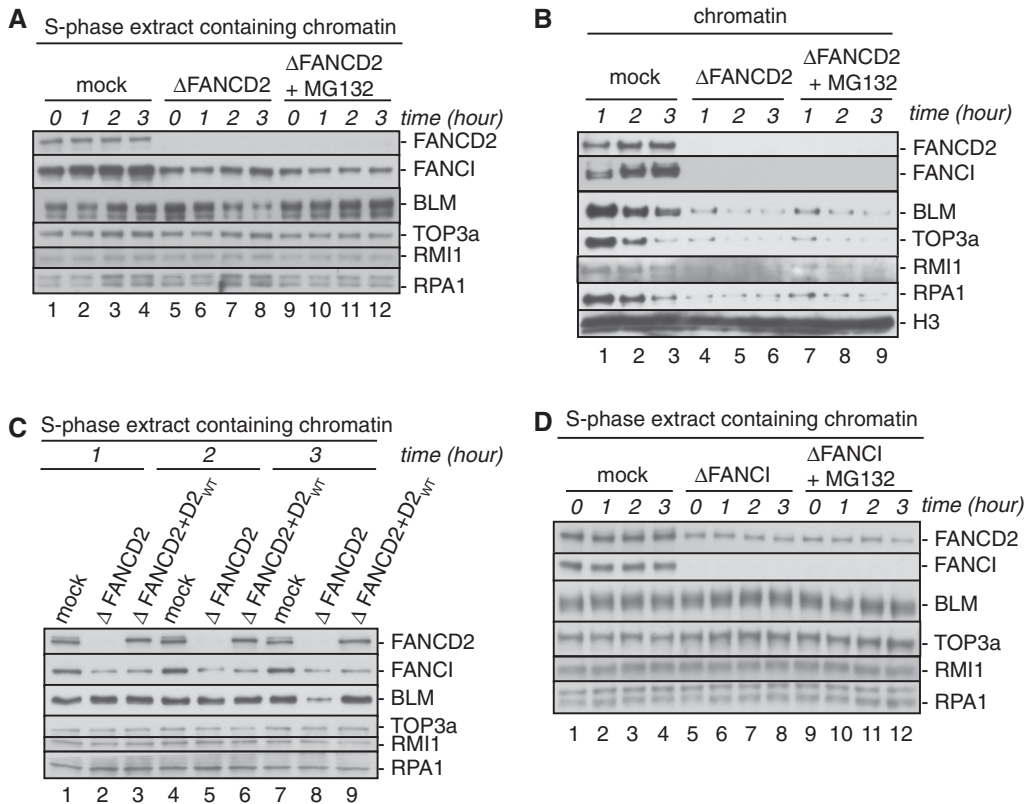 A
S-phase extract containing chromatin
mock ΔFANCD2 ΔFANCD2 + MG132
0 1 2 3 0 1 2 3 0 1 2 3 time (hour)
- FANCD2
- FANCI
- BLM
- TOP3a
- RMI1
- RPA1
1 2 3 4 5 6 7 8 9 10 11 12
B
chromatin
mock ΔFANCD2 ΔFANCD2 + MG132
1 2 3 1 2 3 1 2 3 time (hour)
- FANCD2
- FANCI
- BLM
- TOP3a
- RMI1
- RPA1
- H3
1 2 3 4 5 6 7 8 9
C
S-phase extract containing chromatin
1 2 3 time (hour)
mock Δ FANCD2 Δ FANCD2+D2WT mock Δ FANCD2 Δ FANCD2+D2WT mock Δ FANCD2 Δ FANCD2+D2WT
- FANCD2
- FANCI
- BLM
- TOP3a
- RMI1
- RPA1
1 2 3 4 5 6 7 8 9
D
S-phase extract containing chromatin
mock ΔFANCI ΔFANCI + MG132
0 1 2 3 0 1 2 3 0 1 2 3 time (hour)
- FANCD2
- FANCI
- BLM
- TOP3a
- RMI1
- RPA1
1 2 3 4 5 6 7 8 9 10 11 12